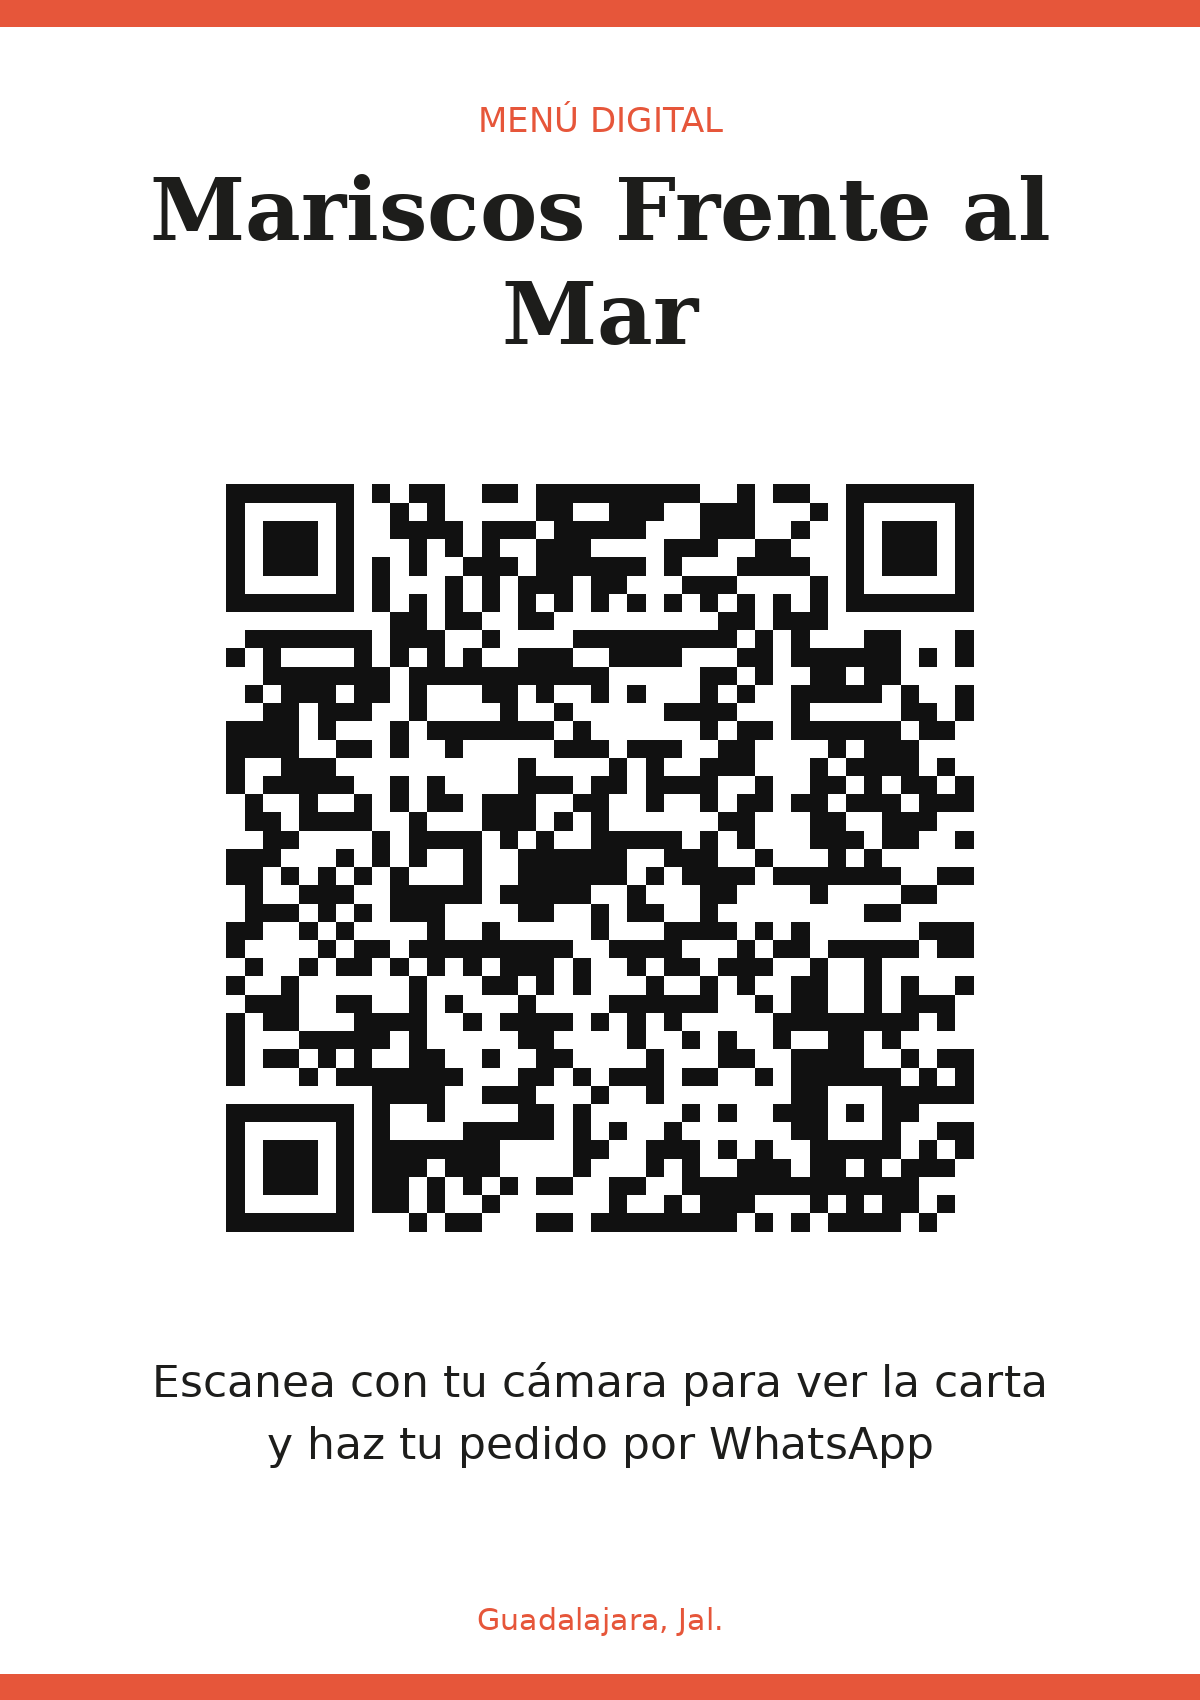 MENÚ DIGITAL
Mariscos Frente al
Mar
Escanea con tu cámara para ver la carta
y haz tu pedido por WhatsApp
Guadalajara, Jal.